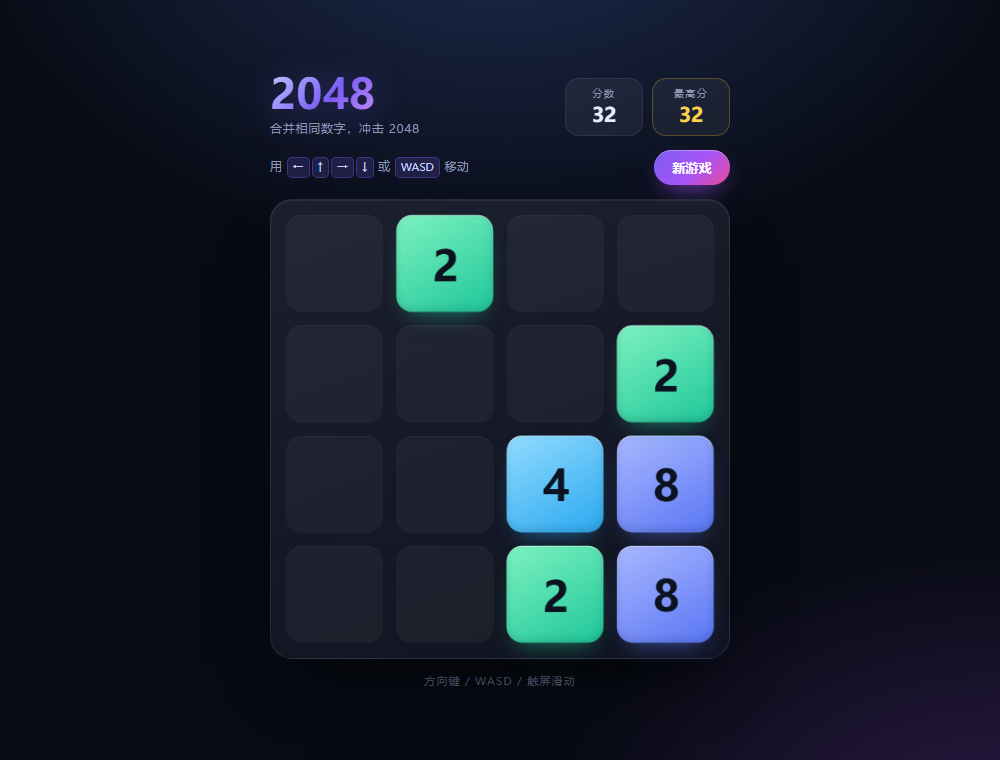 2048
合并相同数字，冲击 2048
分数
32
最高分
32
用 ← ↑ → ↓ 或 WASD 移动
新游戏
2
2
4 8
2 8
方向键 / WASD / 触屏滑动